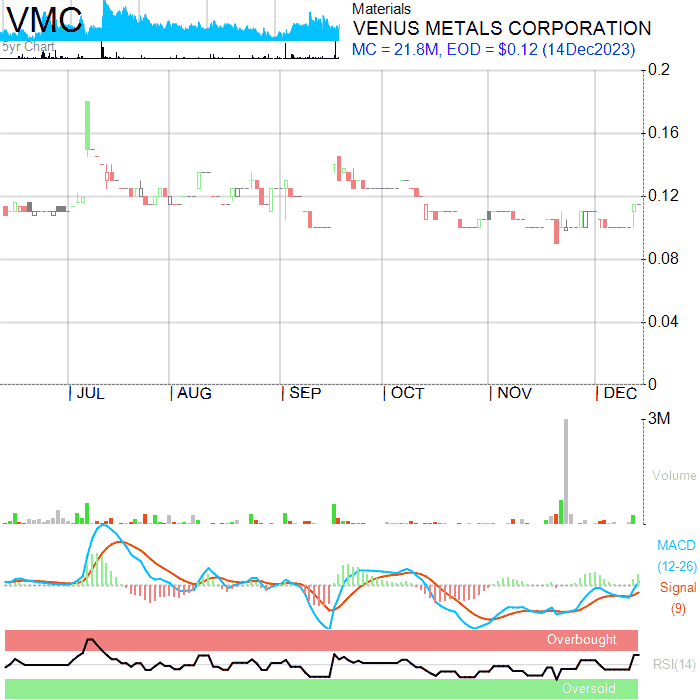 VMC
5yr Chart
Materials
VENUS METALS CORPORATION
MC = 21.8M, EOD = $0.12 (14Dec2023)
0.2
0.16
0.12
0.08
0.04
0
JUL AUG SEP OCT NOV DEC
3M
Volume
MACD
(12-26)
Signal
(9)
Overbought
RSI(14)
Oversold